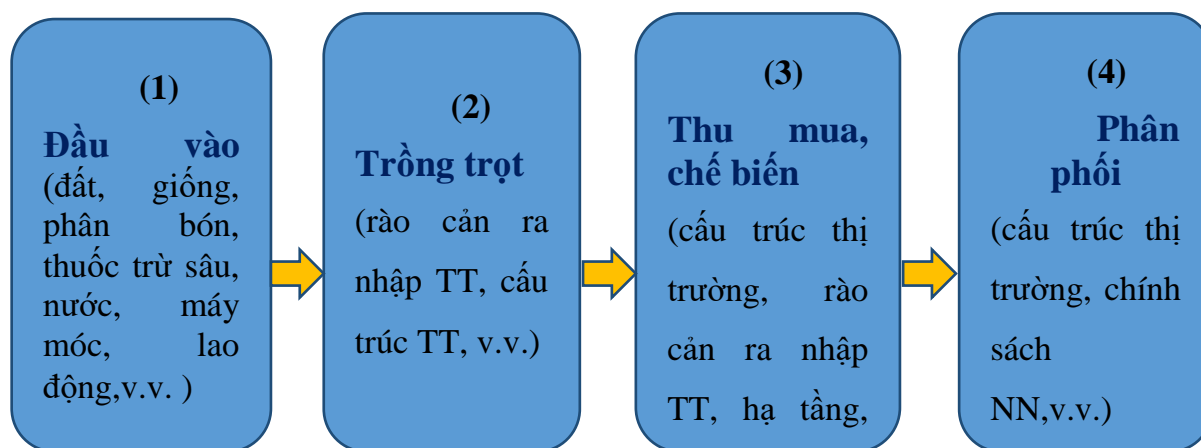 (1)
Đầu vào
(đất, giống,
phân bón,
thuốc trừ sâu,
nước, máy
móc, lao
động,v.v. )
(2)
Trồng trọt
(rào cản ra
nhập TT, cấu
trúc TT, v.v.)
(3)
Thu mua,
chế biến
(cấu trúc thị
trường, rào
cản ra nhập
TT, hạ tầng,
(4)
Phân
phối
(cấu trúc thị
trường, chính
sách
NN,v.v.)